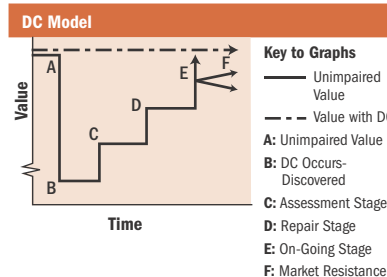 DC Model
Value
A
B
C
D
E
F
Time
Key to Graphs
Unimpaired
Value
Value with DC
A: Unimpaired Value
B: DC Occurs-
Discovered
C: Assessment Stage
D: Repair Stage
E: On-Going Stage
F: Market Resistance